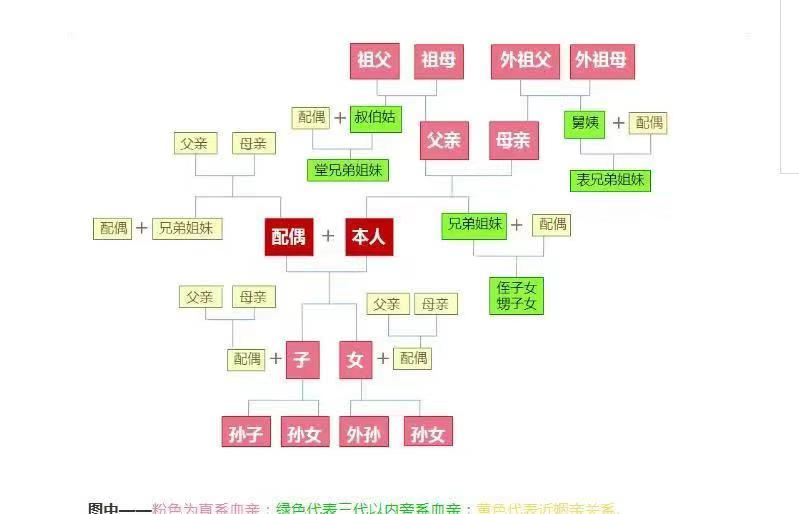 祖父 祖母 外祖父 外祖母
配偶 + 叔伯姑 舅姨 + 配偶
父亲 母亲 父亲 母亲
堂兄弟姐妹 表兄弟姐妹
配偶 + 兄弟姐妹 配偶 + 本人 兄弟姐妹 + 配偶
侄子女
甥子女
父亲 母亲 父亲 母亲
配偶 + 子 女 + 配偶
孙子 孙女 外孙 孙女
图中——粉色为直系血亲；绿色代表三代以内旁系血亲；黄色代表近姻亲关系。